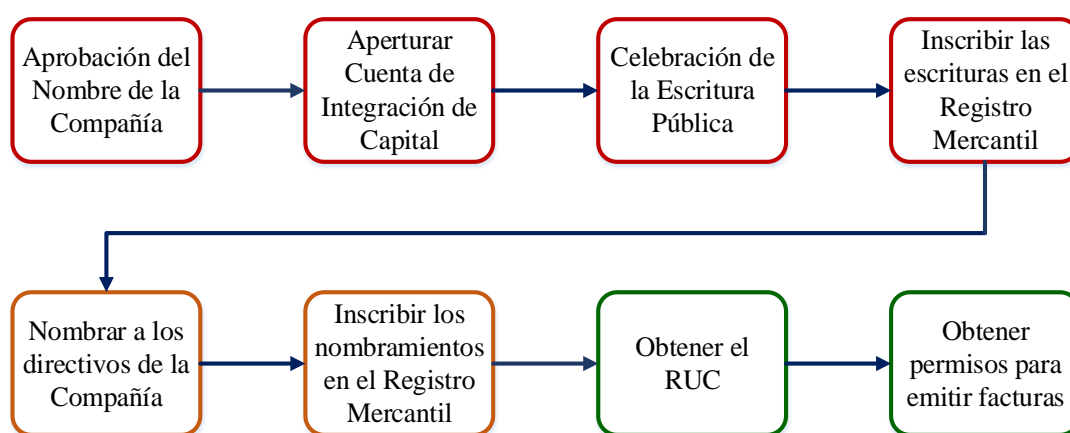 Aprobación del
Nombre de la
Compañía
Aperturar
Cuenta de
Integración de
Capital
Celebración de
la Escritura
Pública
Inscribir las
escrituras en el
Registro
Mercantil
Nombrar a los
directivos de la
Compañía
Inscribir los
nombramientos
en el Registro
Mercantil
Obtener el
RUC
Obtener
permisos para
emitir facturas